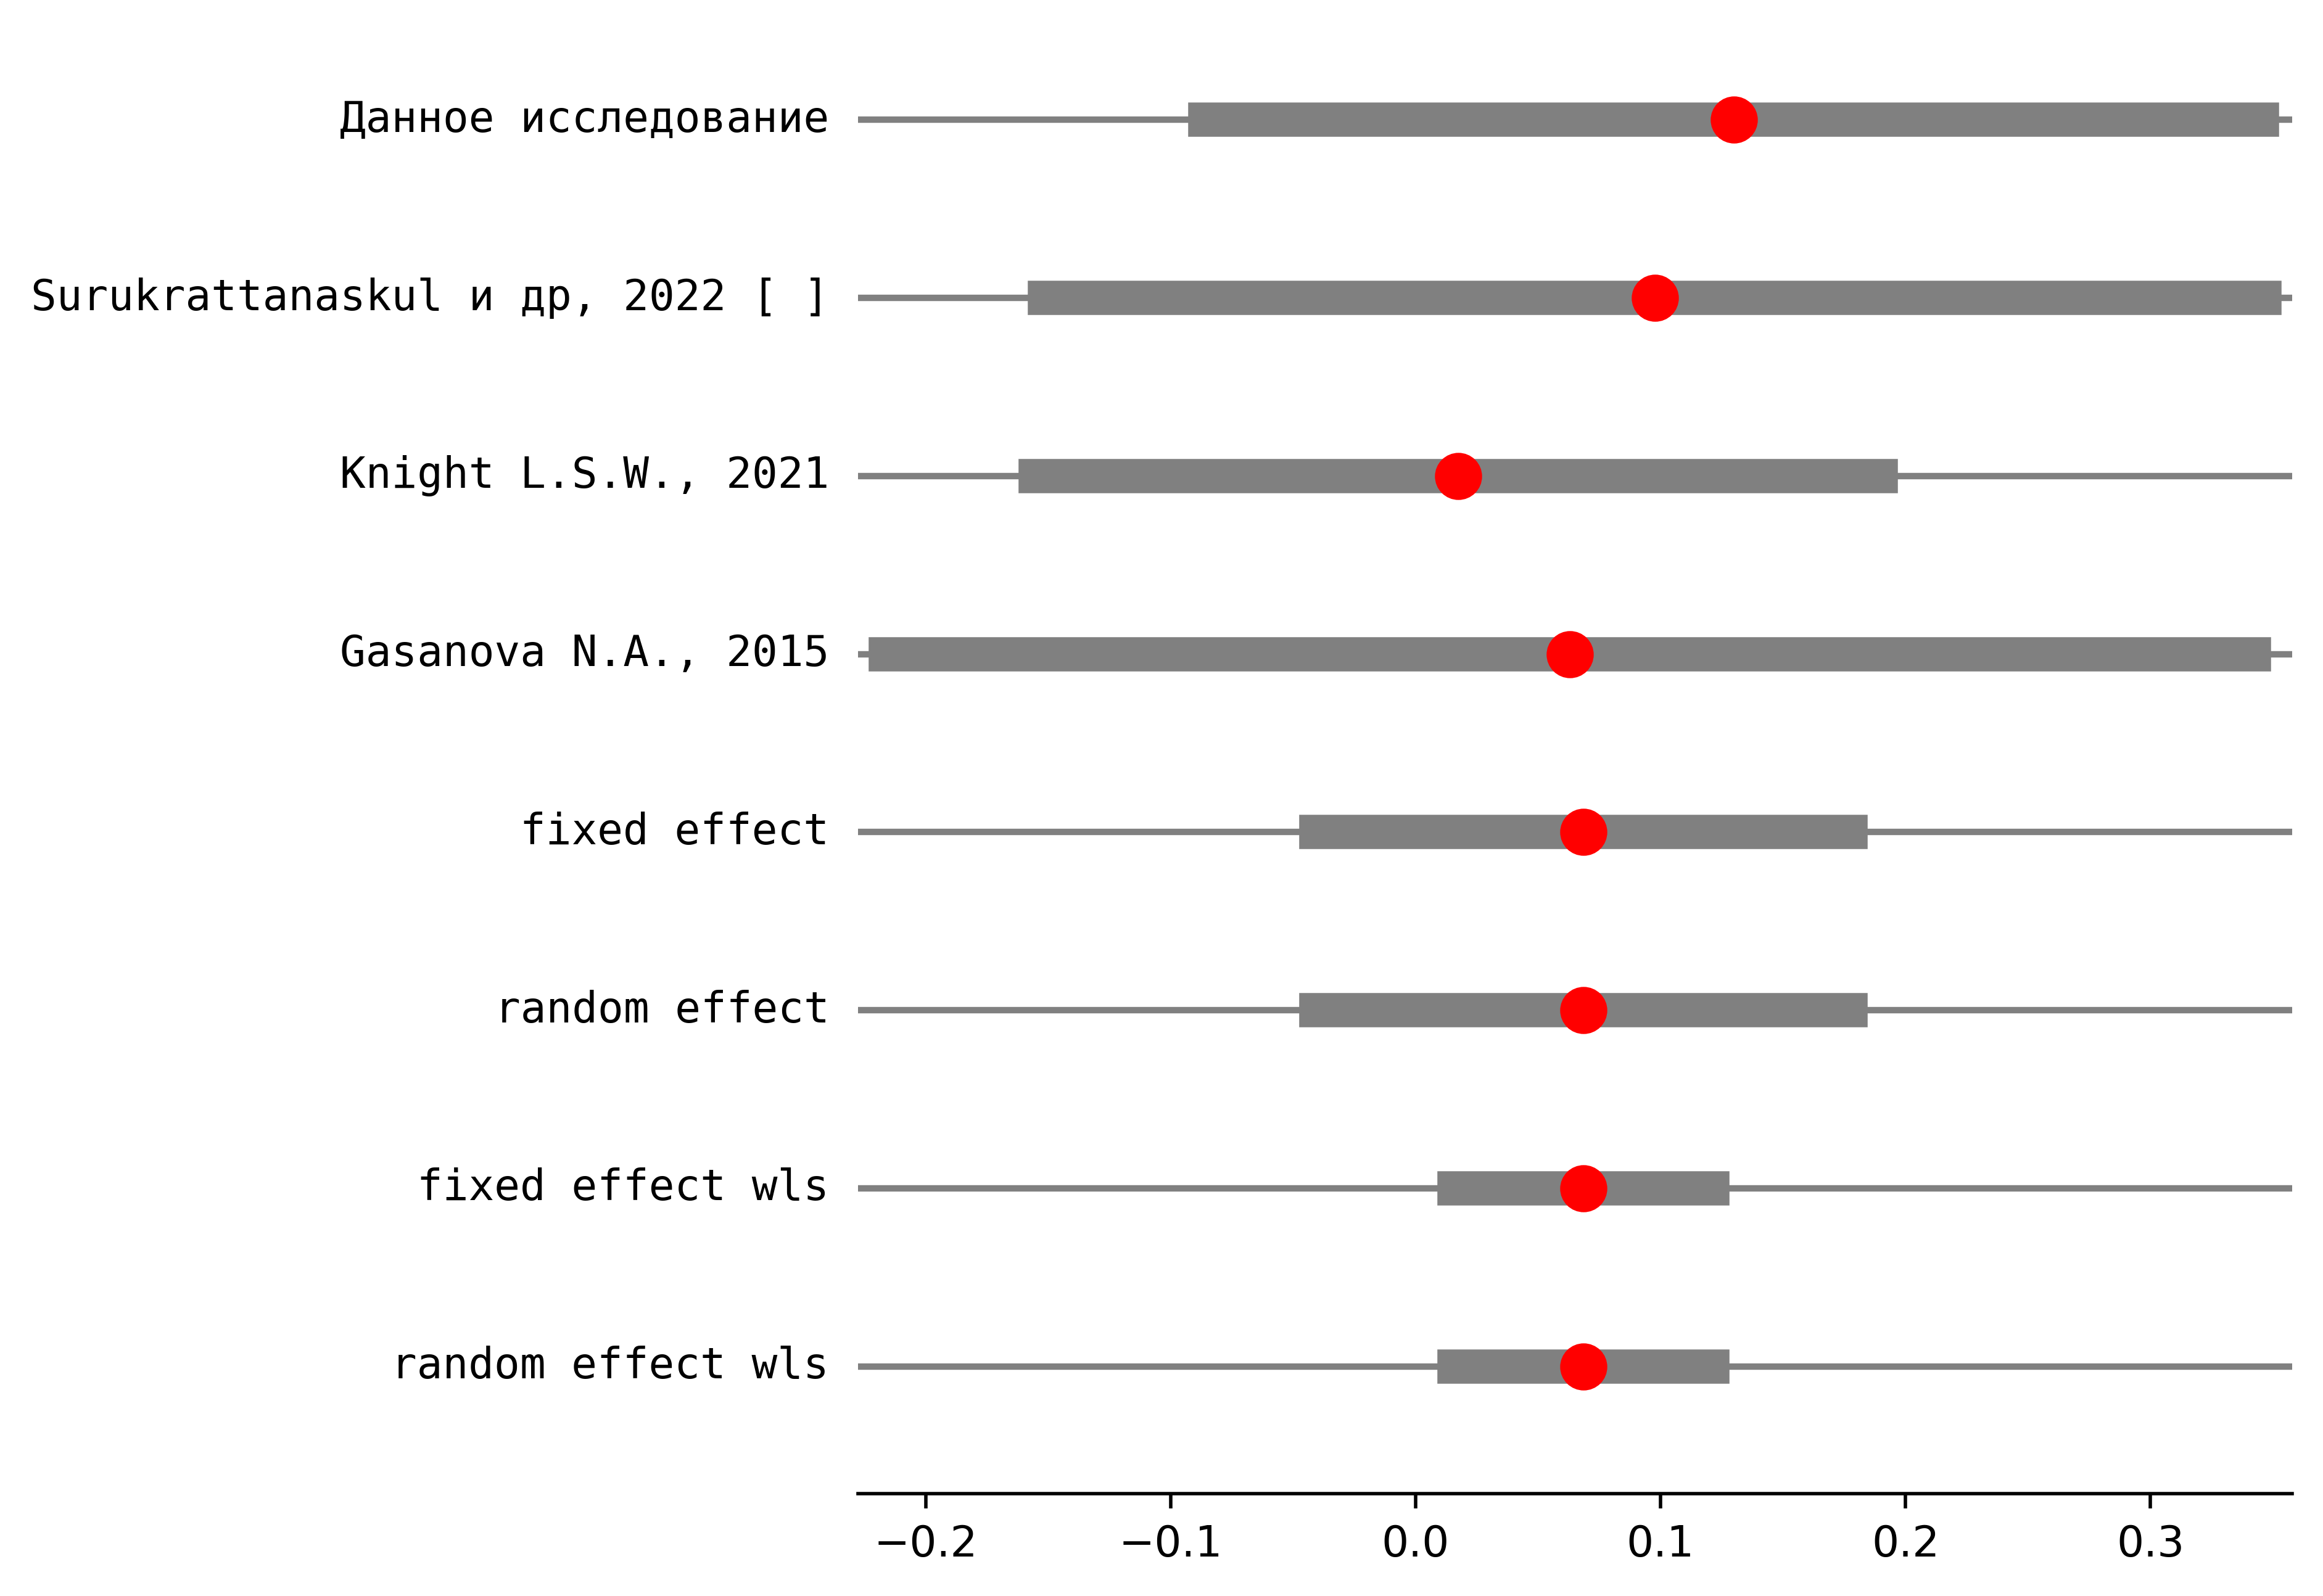 Данное исследование
Surukrattanaskul и др, 2022 [ ]
Knight L.S.W., 2021
Gasanova N.A., 2015
fixed effect
random effect
fixed effect wls
random effect wls
−0.2 −0.1 0.0 0.1 0.2 0.3